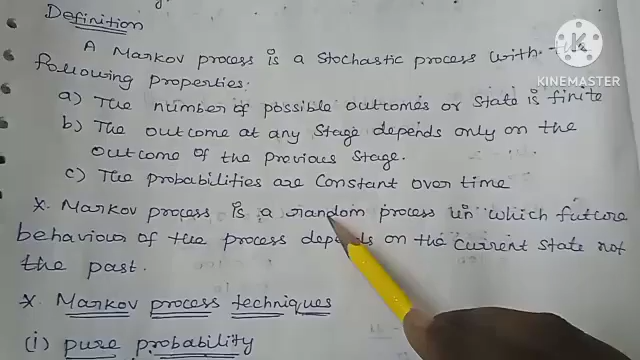 Definition
A Markov process is a stochastic process with the
following properties.
a) The number of possible outcomes or state is finite
b) The outcome at any stage depends only on the
outcome of the previous stage.
c) The probabilities are constant over time
* Markov process is a random process in which future
behaviour of the process depends on the current state not
the past.
* Markov process techniques
(i) pure probability
KINEMASTER